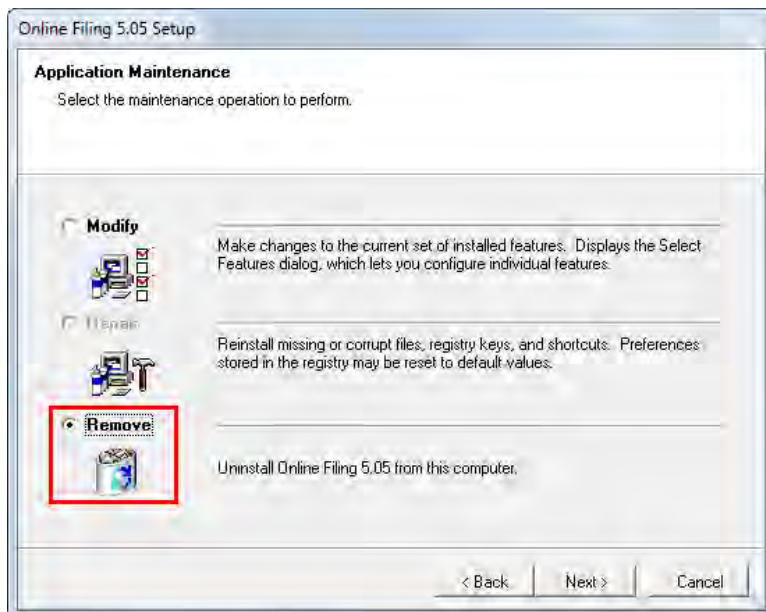 Online Filing 5.05 Setup
Application Maintenance
Select the maintenance operation to perform.
Modify
Make changes to the current set of installed features. Displays the Select
Features dialog, which lets you configure individual features.
Repair
Reinstall missing or corrupt files, registry keys, and shortcuts. Preferences
stored in the registry may be reset to default values.
Remove
Uninstall Online Filing 5.05 from this computer.
< Back
Next >
Cancel